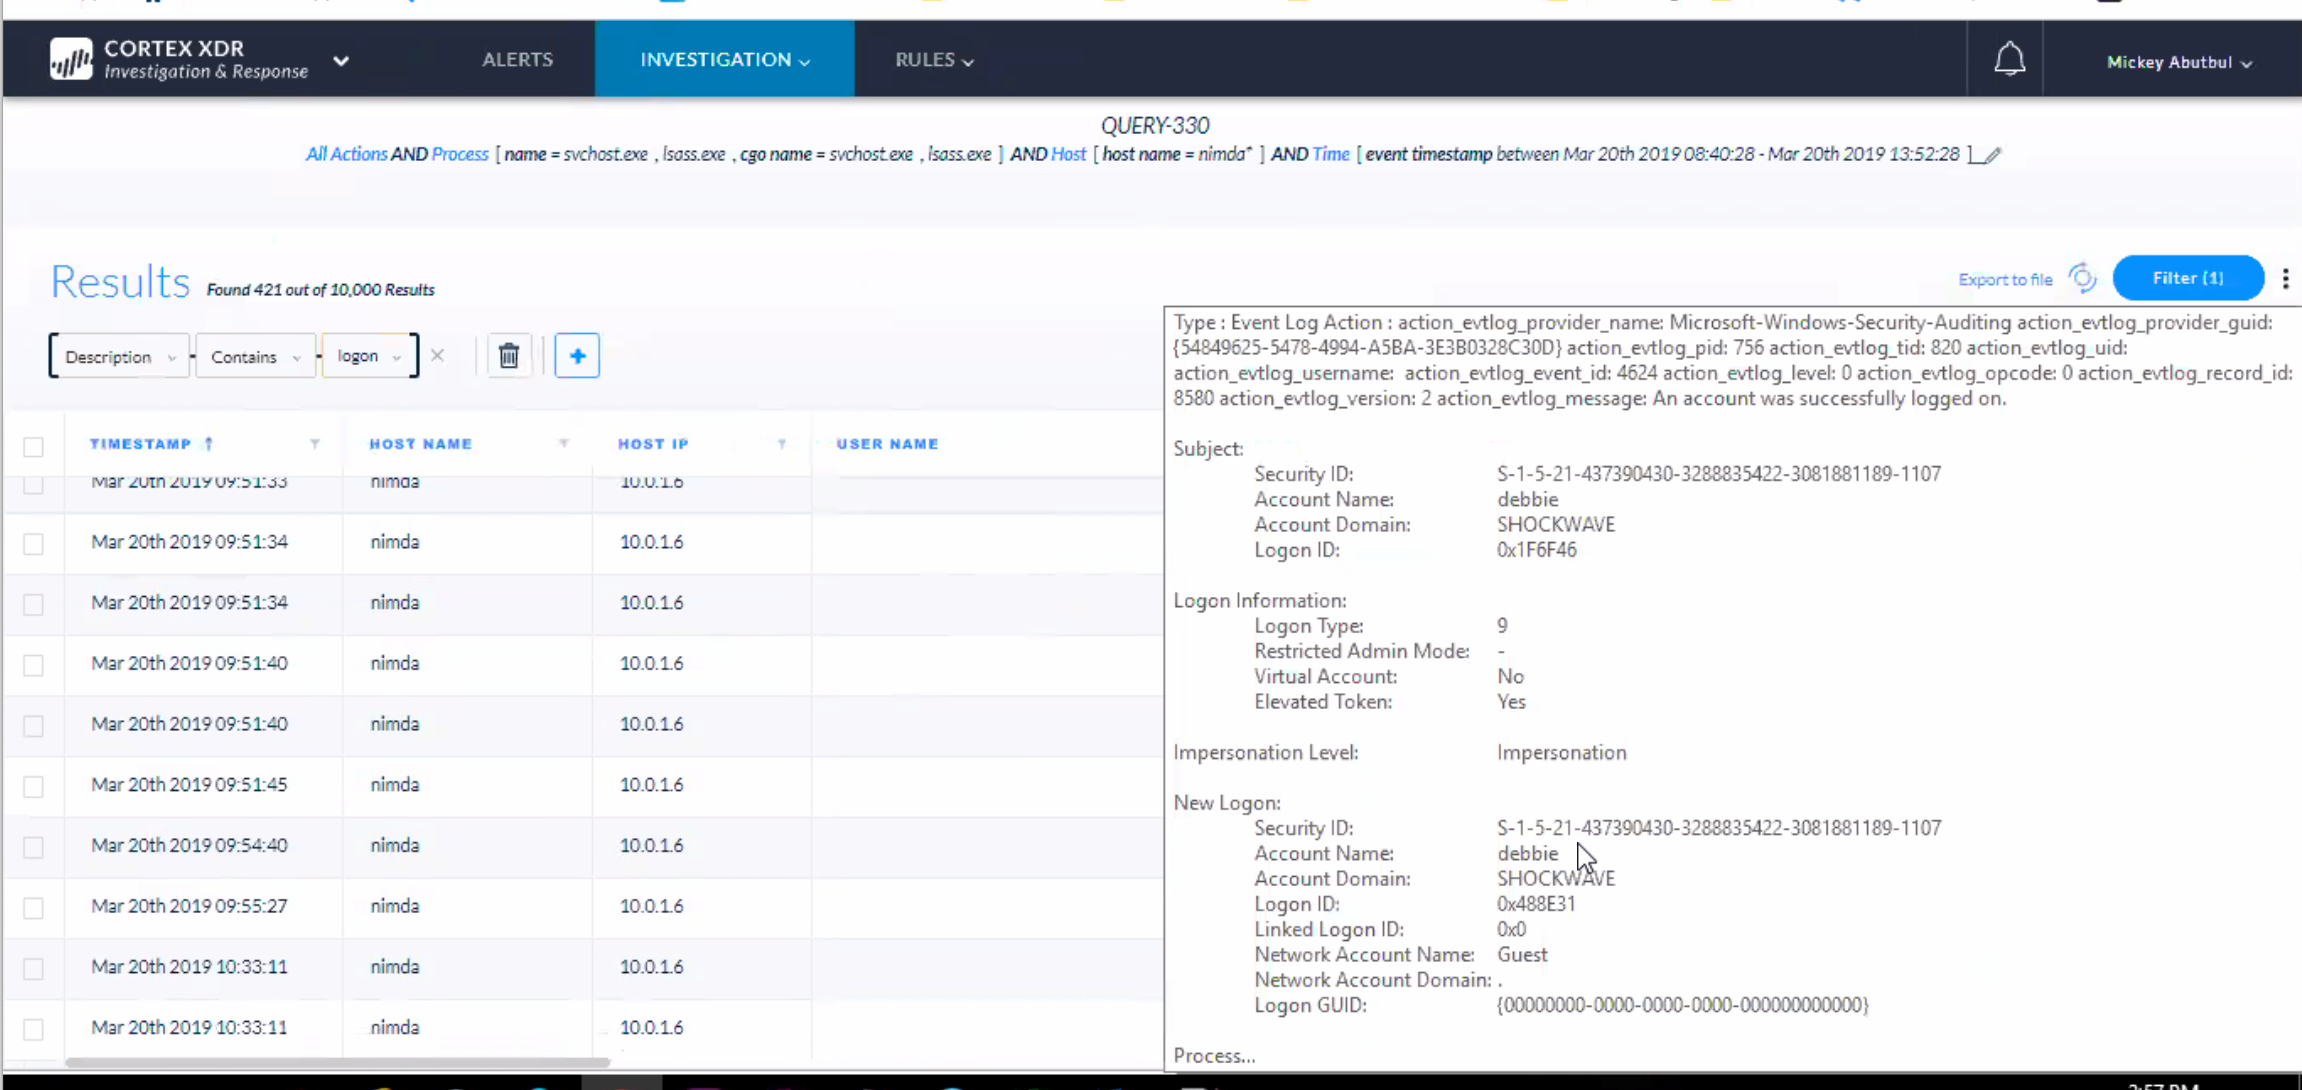 CORTEX XDR
Investigation & Response
ALERTS
INVESTIGATION
RULES
Mickey Abutbul
QUERY-330
All Actions AND Process [ name = svchost.exe , lsass.exe , cgo name = svchost.exe , lsass.exe ] AND Host [ host name = nimda* ] AND Time [ event timestamp between Mar 20th 2019 08:40:28 - Mar 20th 2019 13:52:28 ]
Results Found 421 out of 10,000 Results
Export to file
Filter (1)
Description Contains logon
TIMESTAMP HOST NAME HOST IP USER NAME
Mar 20th 2019 09:51:33 nimda 10.0.1.6
Mar 20th 2019 09:51:34 nimda 10.0.1.6
Mar 20th 2019 09:51:34 nimda 10.0.1.6
Mar 20th 2019 09:51:40 nimda 10.0.1.6
Mar 20th 2019 09:51:40 nimda 10.0.1.6
Mar 20th 2019 09:51:45 nimda 10.0.1.6
Mar 20th 2019 09:54:40 nimda 10.0.1.6
Mar 20th 2019 09:55:27 nimda 10.0.1.6
Mar 20th 2019 10:33:11 nimda 10.0.1.6
Mar 20th 2019 10:33:11 nimda 10.0.1.6
Type : Event Log Action : action_evtlog_provider_name: Microsoft-Windows-Security-Auditing action_evtlog_provider_guid:
{54849625-5478-4994-A5BA-3E3B0328C30D} action_evtlog_pid: 756 action_evtlog_tid: 820 action_evtlog_uid:
action_evtlog_username: action_evtlog_event_id: 4624 action_evtlog_level: 0 action_evtlog_opcode: 0 action_evtlog_record_id:
8580 action_evtlog_version: 2 action_evtlog_message: An account was successfully logged on.
Subject:
Security ID: S-1-5-21-437390430-3288835422-3081881189-1107
Account Name: debbie
Account Domain: SHOCKWAVE
Logon ID: 0x1F6F46
Logon Information:
Logon Type: 9
Restricted Admin Mode: -
Virtual Account: No
Elevated Token: Yes
Impersonation Level: Impersonation
New Logon:
Security ID: S-1-5-21-437390430-3288835422-3081881189-1107
Account Name: debbie
Account Domain: SHOCKWAVE
Logon ID: 0x488E31
Linked Logon ID: 0x0
Network Account Name: Guest
Network Account Domain: .
Logon GUID: {00000000-0000-0000-0000-000000000000}
Process...